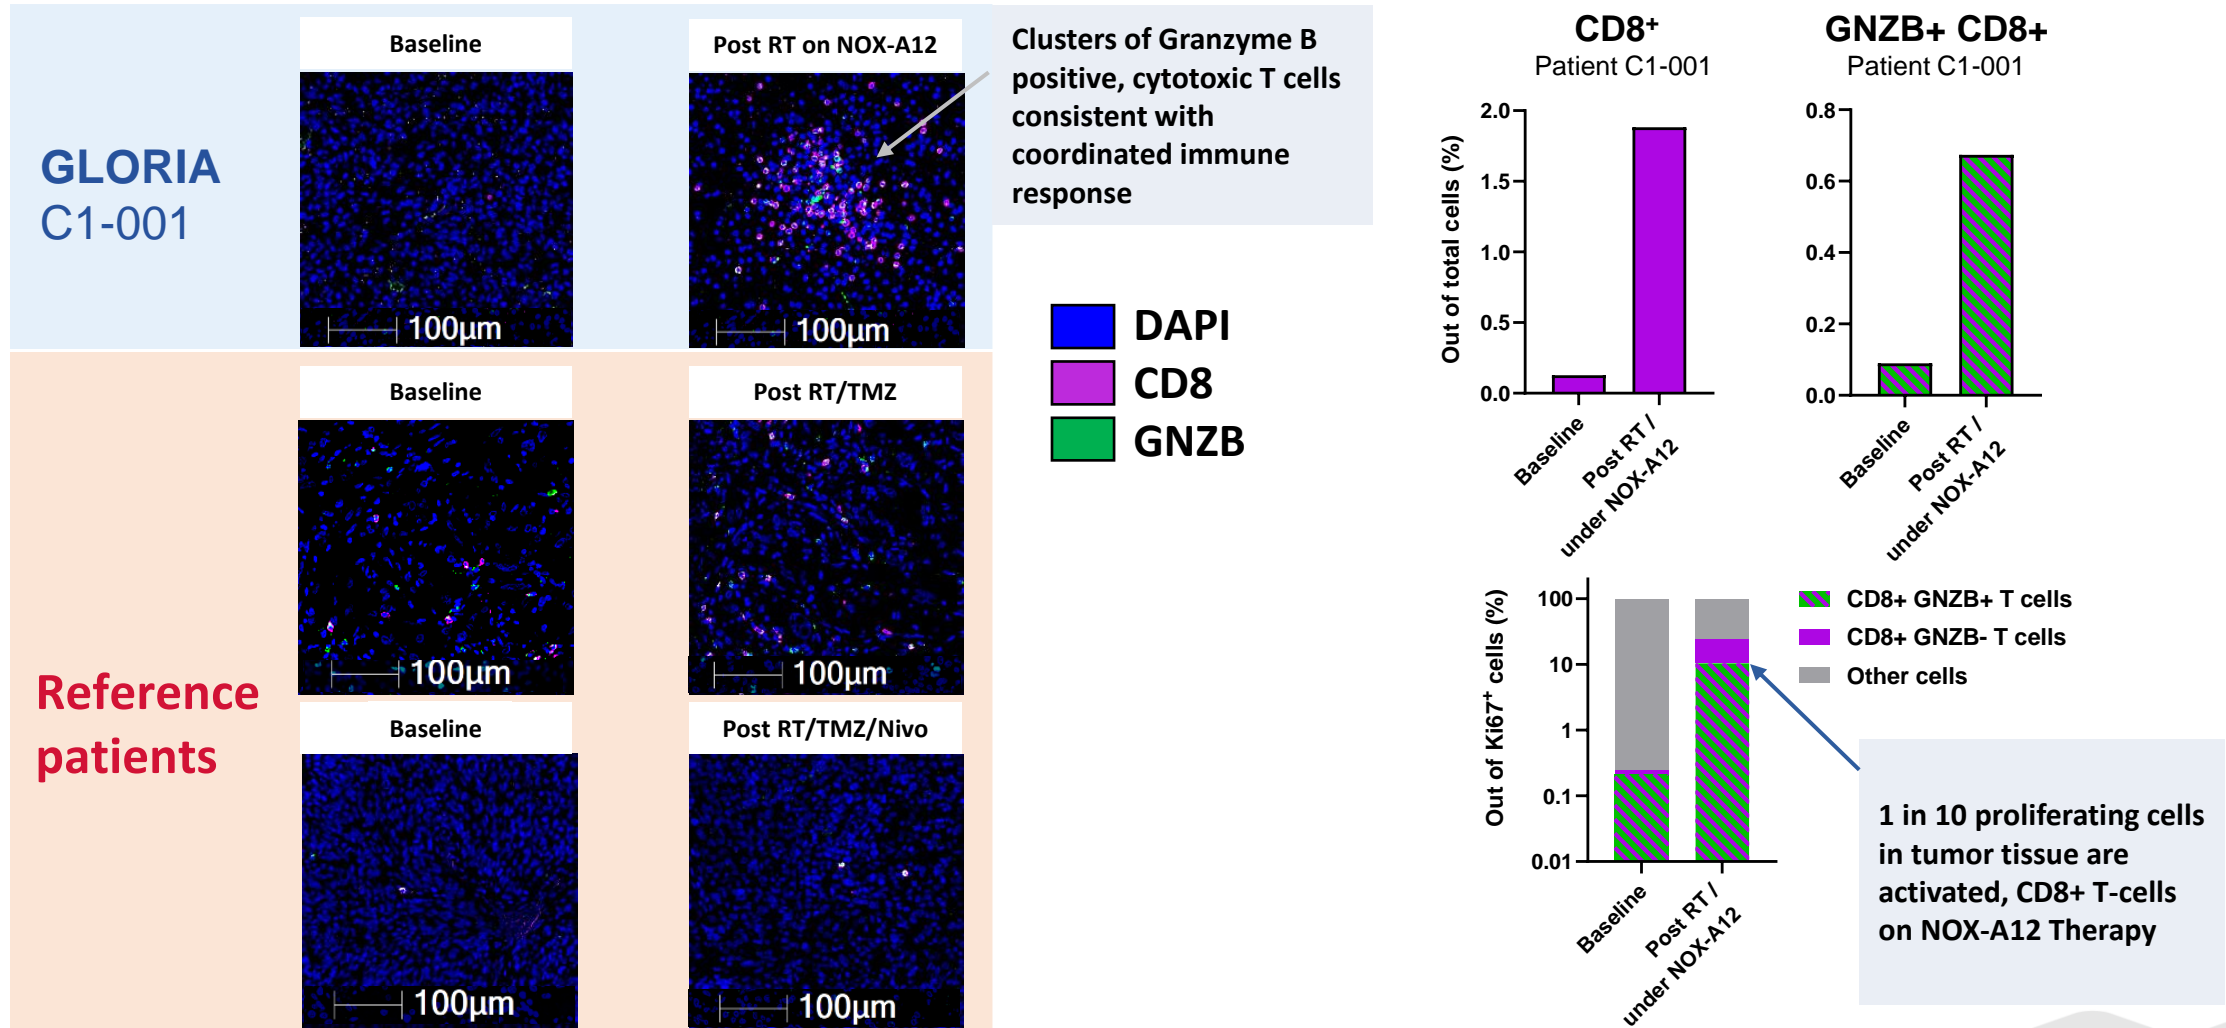 GLORIA
C1-001
Baseline
Post RT on NOX-A12
100µm
100µm
Clusters of Granzyme B
positive, cytotoxic T cells
consistent with
coordinated immune
response
Reference
patients
Baseline
Post RT/TMZ
100µm
100µm
Baseline
Post RT/TMZ/Nivo
100µm
100µm
DAPI
CD8
GNZB
CD8⁺
Patient C1-001
Out of total cells (%)
2.0
1.5
1.0
0.5
0.0
Baseline
Post RT /
under NOX-A12
GNZB+ CD8+
Patient C1-001
0.8
0.6
0.4
0.2
0.0
Baseline
Post RT /
under NOX-A12
Out of Ki67⁺ cells (%)
100
10
1
0.1
0.01
Baseline
Post RT /
under NOX-A12
CD8+ GNZB+ T cells
CD8+ GNZB- T cells
Other cells
1 in 10 proliferating cells
in tumor tissue are
activated, CD8+ T-cells
on NOX-A12 Therapy